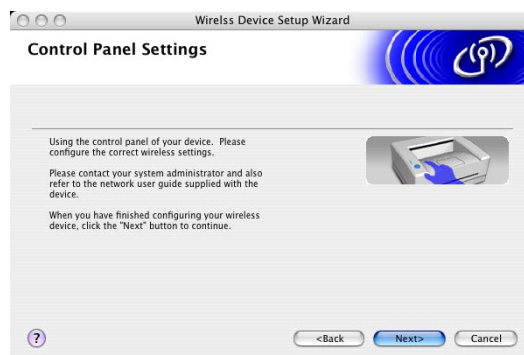 Wirelss Device Setup Wizard
Control Panel Settings
Using the control panel of your device.  Please
configure the correct wireless settings.
Please contact your system administrator and also
refer to the network user guide supplied with the
device.
When you have finished configuring your wireless
device, click the "Next" button to continue.
?
<Back
Next>
Cancel